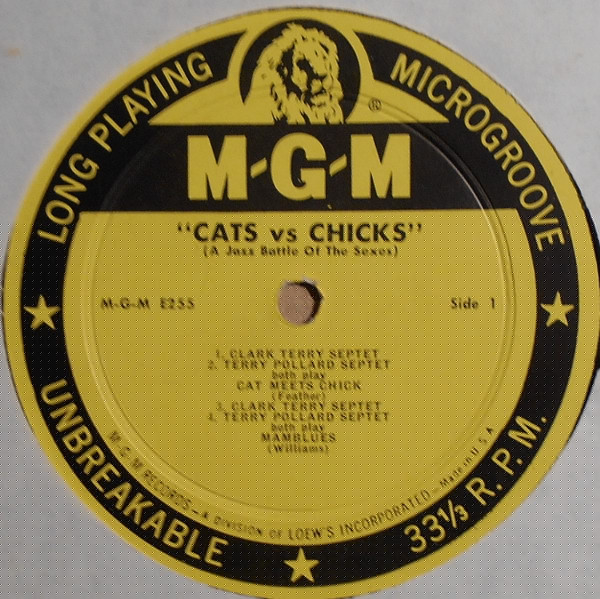 LONG PLAYING
MICROGROOVE
®
M-G-M
"CATS vs CHICKS"
(A Jazz Battle Of The Sexes)
M-G-M E255
Side 1
1. CLARK TERRY SEPTET
2. TERRY POLLARD SEPTET
both play
CAT MEETS CHICK
(Feather)
3. CLARK TERRY SEPTET
4. TERRY POLLARD SEPTET
both play
MAMBLUES
(Williams)
M-G-M RECORDS—A DIVISION OF LOEW'S INCORPORATED—Made in U S A
UNBREAKABLE
33⅓ R.P.M.